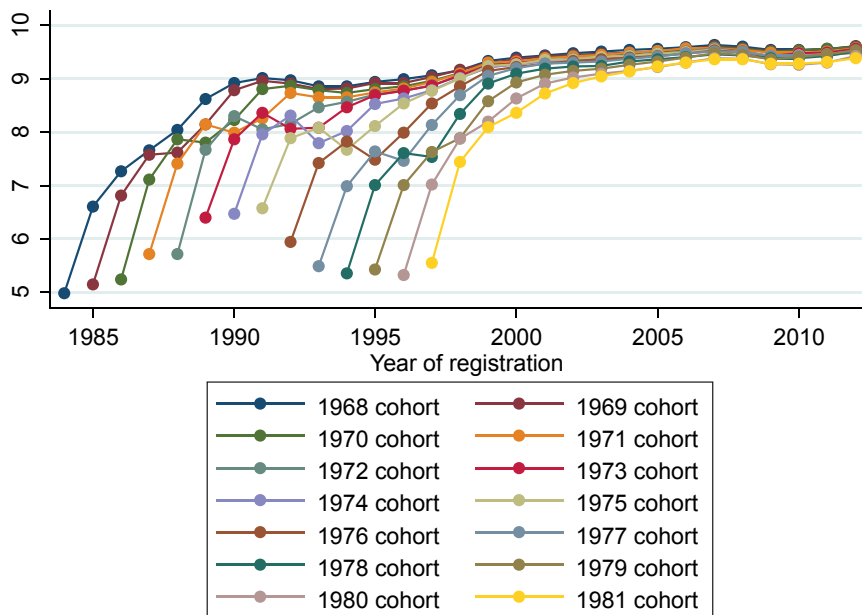 10
9
8
7
6
5
1985 1990 1995 2000 2005 2010
Year of registration
1968 cohort 1969 cohort
1970 cohort 1971 cohort
1972 cohort 1973 cohort
1974 cohort 1975 cohort
1976 cohort 1977 cohort
1978 cohort 1979 cohort
1980 cohort 1981 cohort